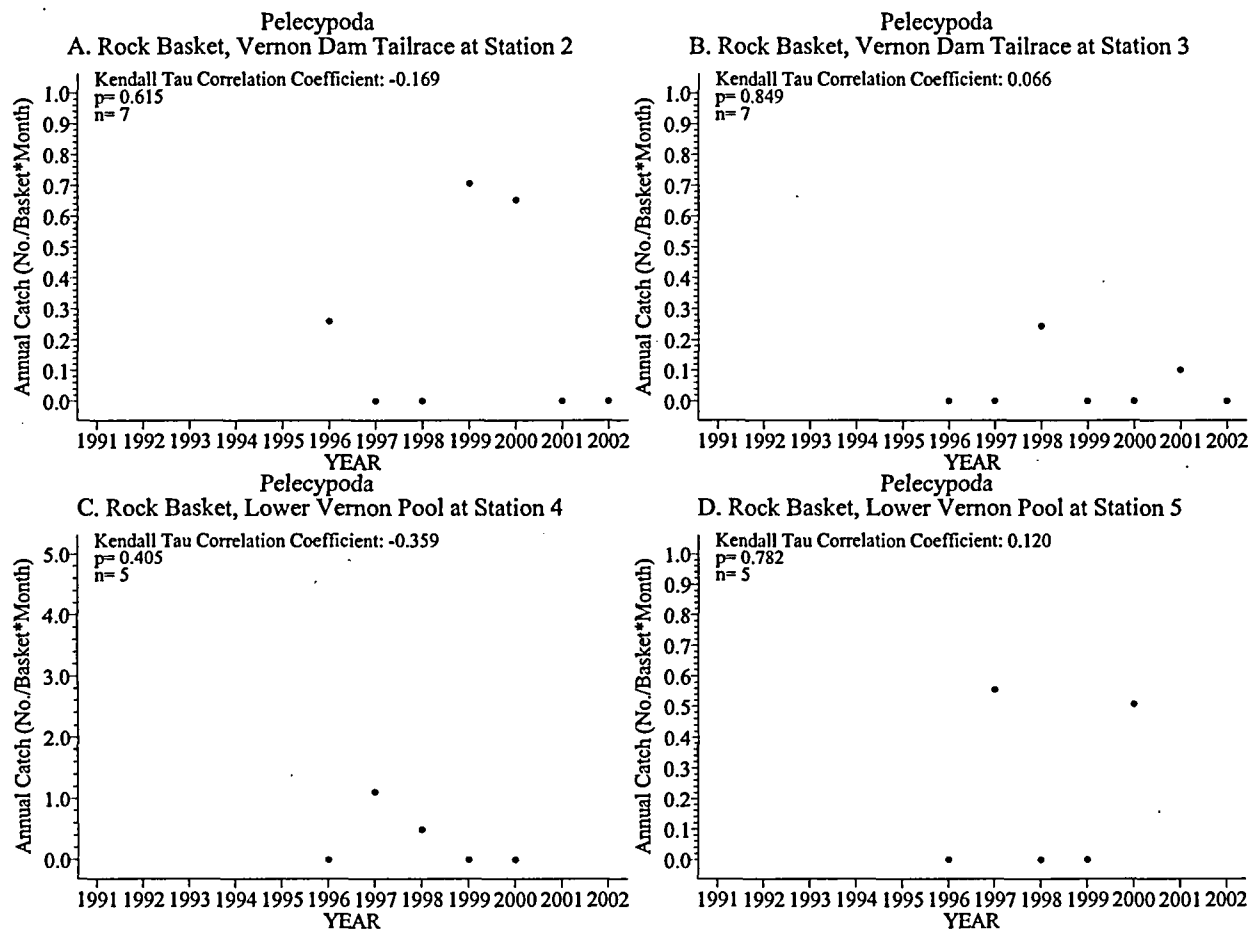 Pelecypoda
A. Rock Basket, Vernon Dam Tailrace at Station 2
Kendall Tau Correlation Coefficient: -0.169
p= 0.615
n= 7
Annual Catch (No./Basket*Month)
1.0
0.9
0.8
0.7
0.6
0.5
0.4
0.3
0.2
0.1
0.0
1991 1992 1993 1994 1995 1996 1997 1998 1999 2000 2001 2002
YEAR
Pelecypoda
B. Rock Basket, Vernon Dam Tailrace at Station 3
Kendall Tau Correlation Coefficient: 0.066
p= 0.849
n= 7
Annual Catch (No./Basket*Month)
1.0
0.9
0.8
0.7
0.6
0.5
0.4
0.3
0.2
0.1
0.0
1991 1992 1993 1994 1995 1996 1997 1998 1999 2000 2001 2002
YEAR
Pelecypoda
C. Rock Basket, Lower Vernon Pool at Station 4
Kendall Tau Correlation Coefficient: -0.359
p= 0.405
n= 5
Annual Catch (No./Basket*Month)
5.0
4.0
3.0
2.0
1.0
0.0
1991 1992 1993 1994 1995 1996 1997 1998 1999 2000 2001 2002
YEAR
Pelecypoda
D. Rock Basket, Lower Vernon Pool at Station 5
Kendall Tau Correlation Coefficient: 0.120
p= 0.782
n= 5
Annual Catch (No./Basket*Month)
1.0
0.9
0.8
0.7
0.6
0.5
0.4
0.3
0.2
0.1
0.0
1991 1992 1993 1994 1995 1996 1997 1998 1999 2000 2001 2002
YEAR